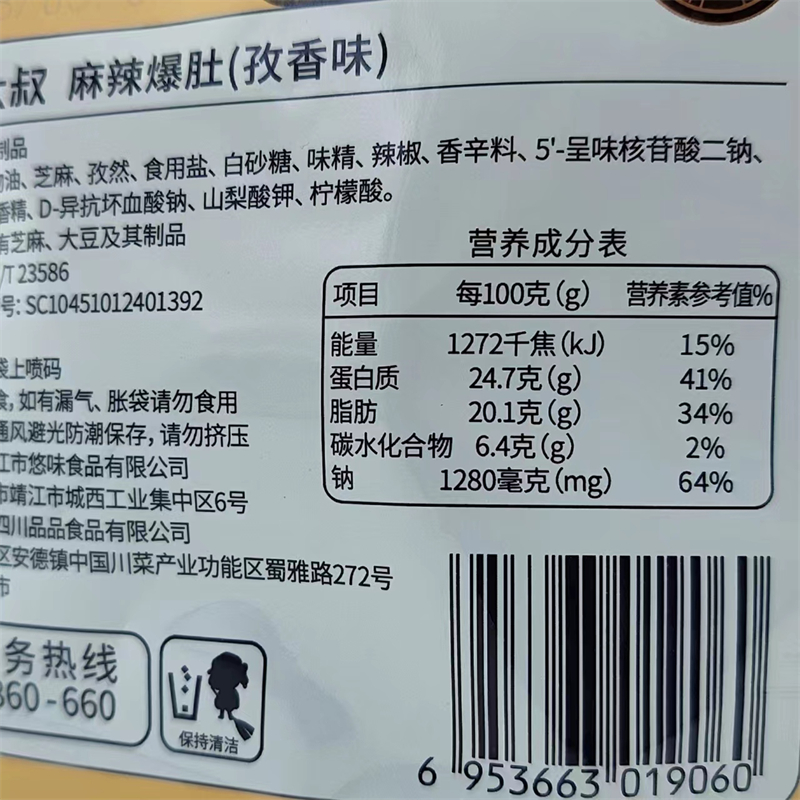 叔 麻辣爆肚(孜香味)
制品
油、芝麻、孜然、食用盐、白砂糖、味精、辣椒、香辛料、5'-呈味核苷酸二钠、
香精、D-异抗坏血酸钠、山梨酸钾、柠檬酸。
有芝麻、大豆及其制品
/T 23586
号: SC10451012401392
袋上喷码
食,如有漏气、胀袋请勿食用
通风避光防潮保存,请勿挤压
江市悠味食品有限公司
市靖江市城西工业集中区6号
四川品品食品有限公司
区安德镇中国川菜产业功能区蜀雅路272号
市
务热线
360-660
保持清洁
营养成分表
项目 每100克(g) 营养素参考值%
能量 1272千焦(kJ) 15%
蛋白质 24.7克(g) 41%
脂肪 20.1克(g) 34%
碳水化合物 6.4克(g) 2%
钠 1280毫克(mg) 64%
6 953663 019060